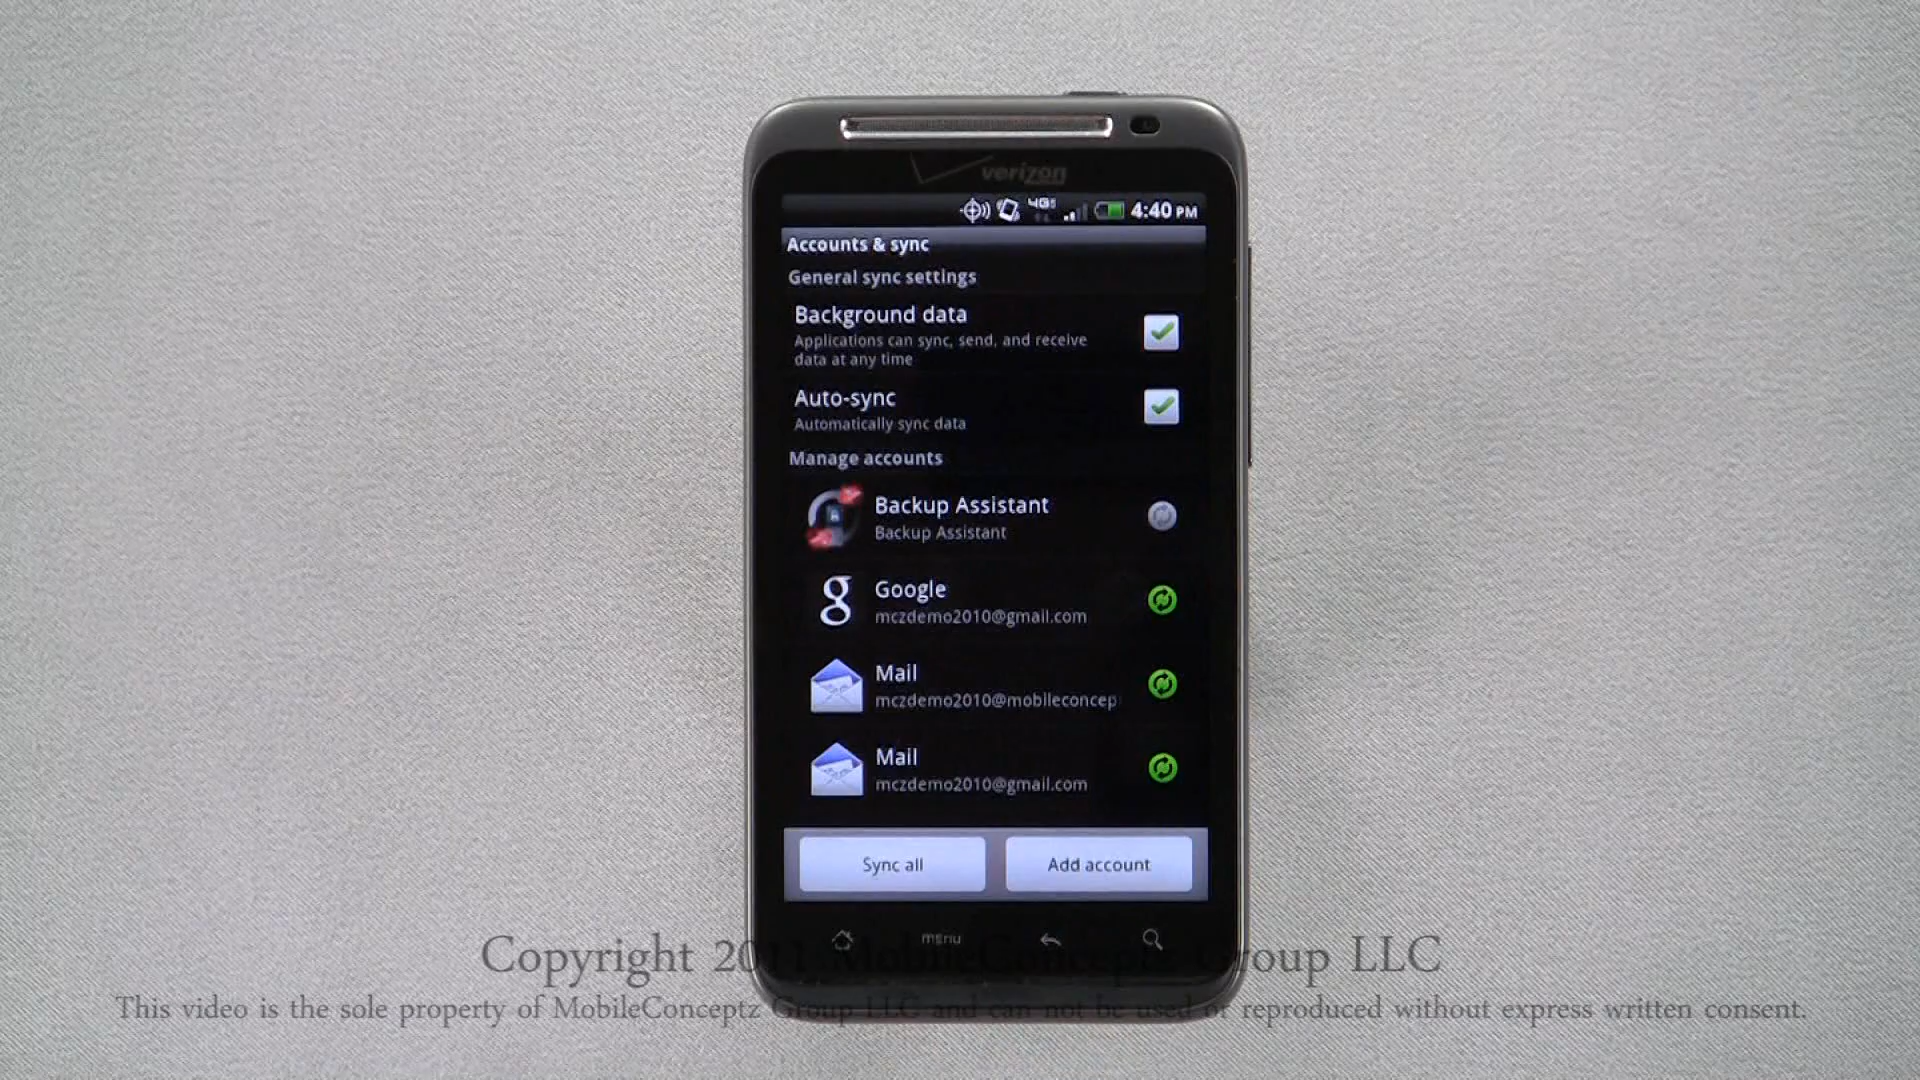 verizon
4G 4:40 PM
Accounts & sync
General sync settings
Background data
Applications can sync, send, and receive
data at any time
Auto-sync
Automatically sync data
Manage accounts
Backup Assistant
Backup Assistant
Google
mczdemo2010@gmail.com
Mail
mczdemo2010@mobileconcep
Mail
mczdemo2010@gmail.com
Sync all Add account
menu
Copyright 2011 MobileConceptz Group LLC
This video is the sole property of MobileConceptz Group LLC and can not be used or reproduced without express written consent.